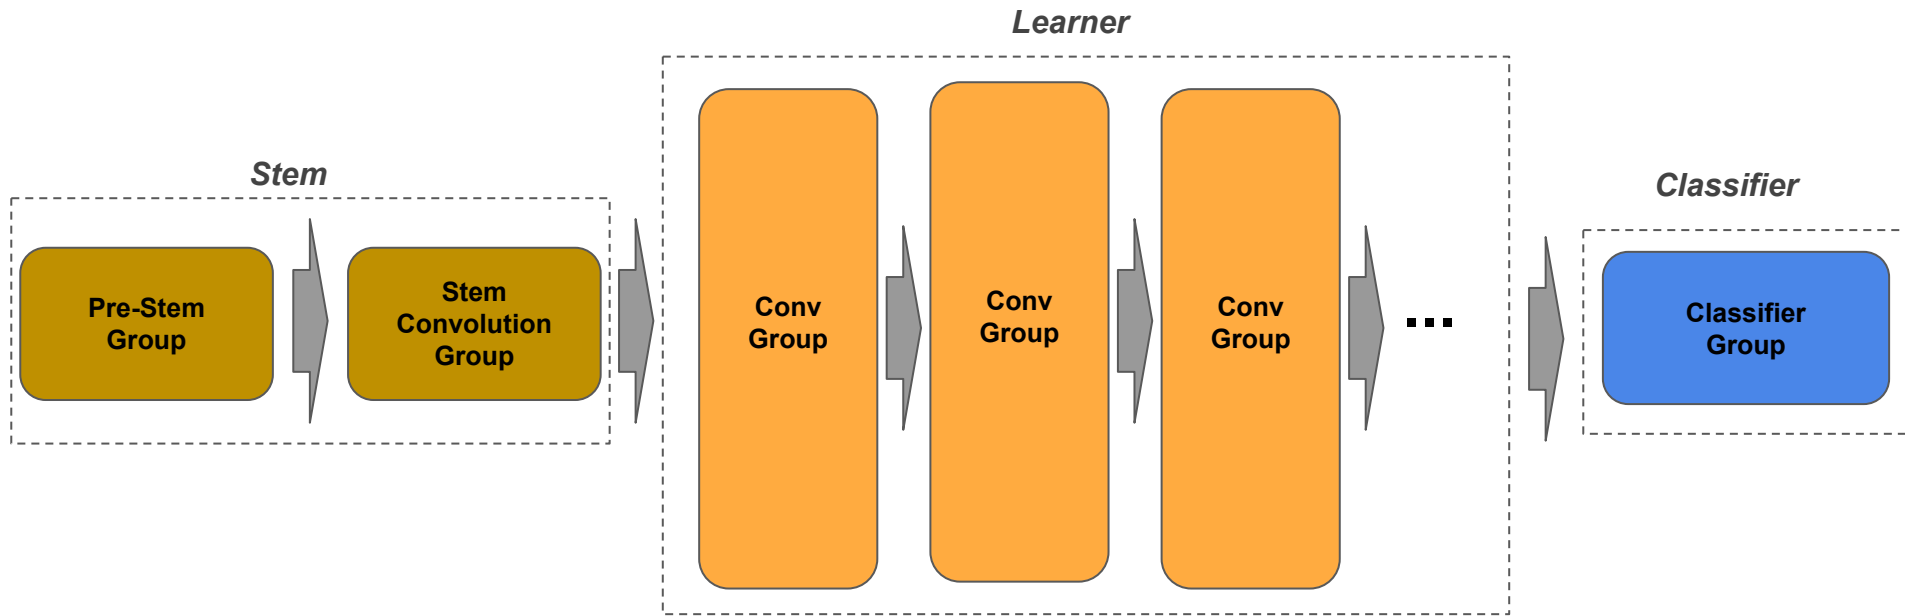 Learner
Stem
Classifier
Pre-Stem
Group
Stem
Convolution
Group
Conv
Group
Conv
Group
Conv
Group
...
Classifier
Group